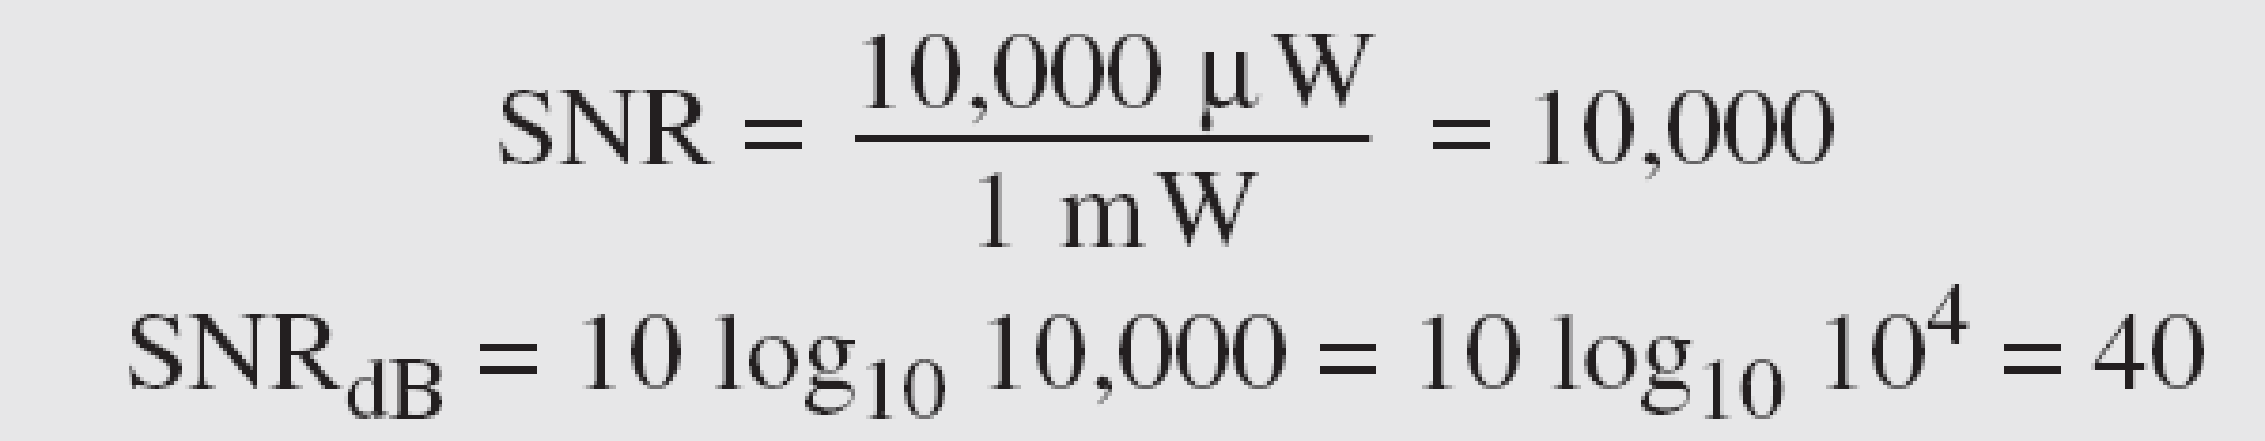 SNR = 10,000 μW / 1 mW = 10,000
SNR_dB = 10 log_10 10,000 = 10 log_10 10^4 = 40